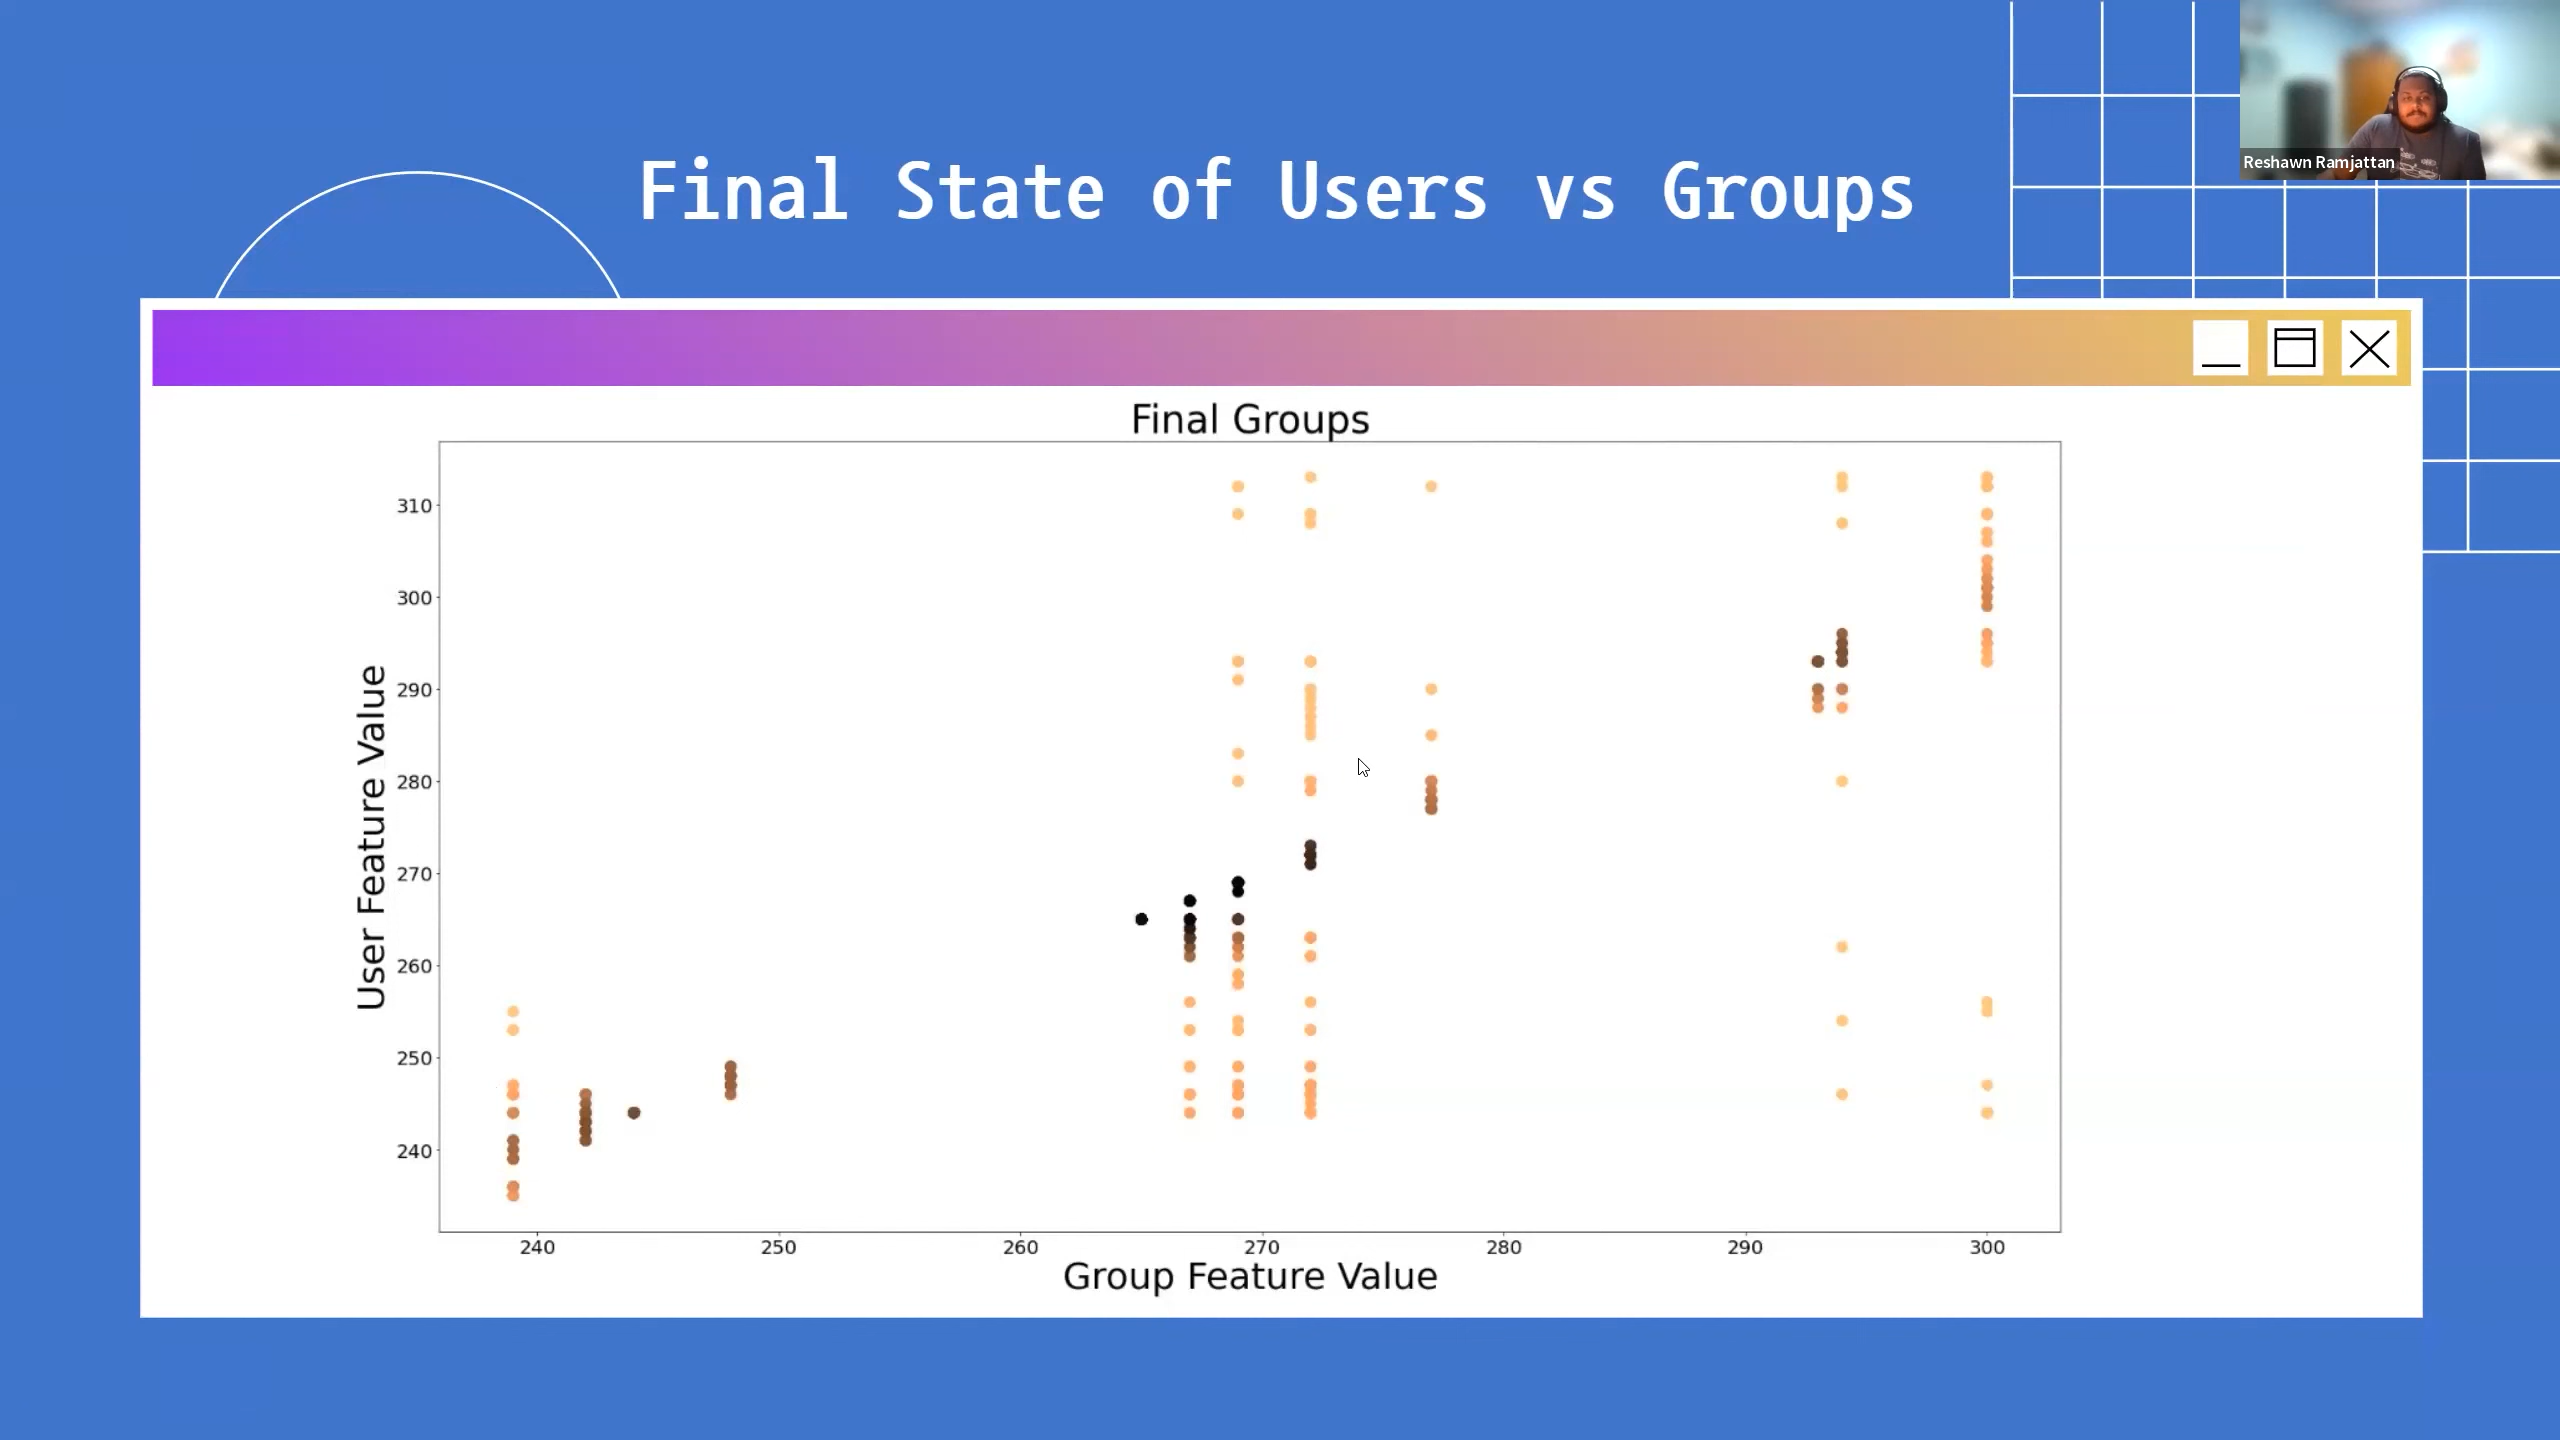 Reshawn Ramjattan
Final State of Users vs Groups
Final Groups
310
300
290
280
270
260
250
240
User Feature Value
240 250 260 270 280 290 300
Group Feature Value